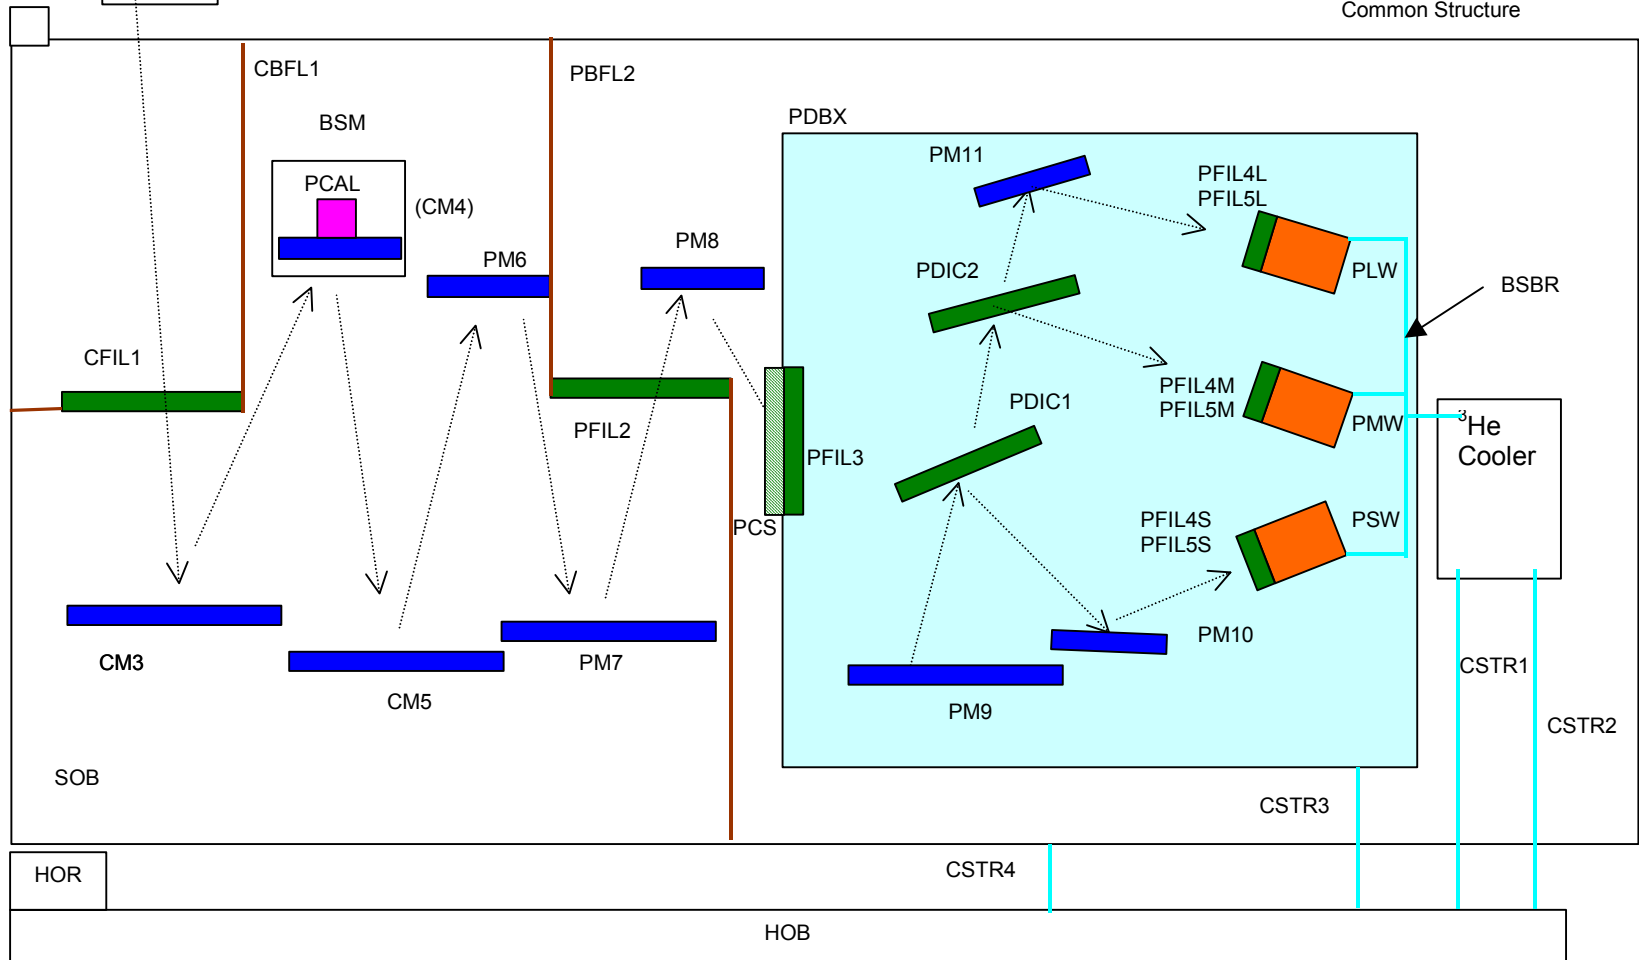 Common Structure
CBFL1
PBFL2
BSM
PDBX
PCAL
(CM4)
PM11
PFIL4L
PFIL5L
PM8
PM6
PDIC2
PLW
BSBR
CFIL1
PFIL4M
PFIL5M
PDIC1
PFIL2
PMW
³He
Cooler
PFIL3
PCS
PFIL4S
PFIL5S
PSW
PM10
CM3
PM7
CSTR1
CM5
PM9
CSTR2
SOB
CSTR3
HOR
CSTR4
HOB